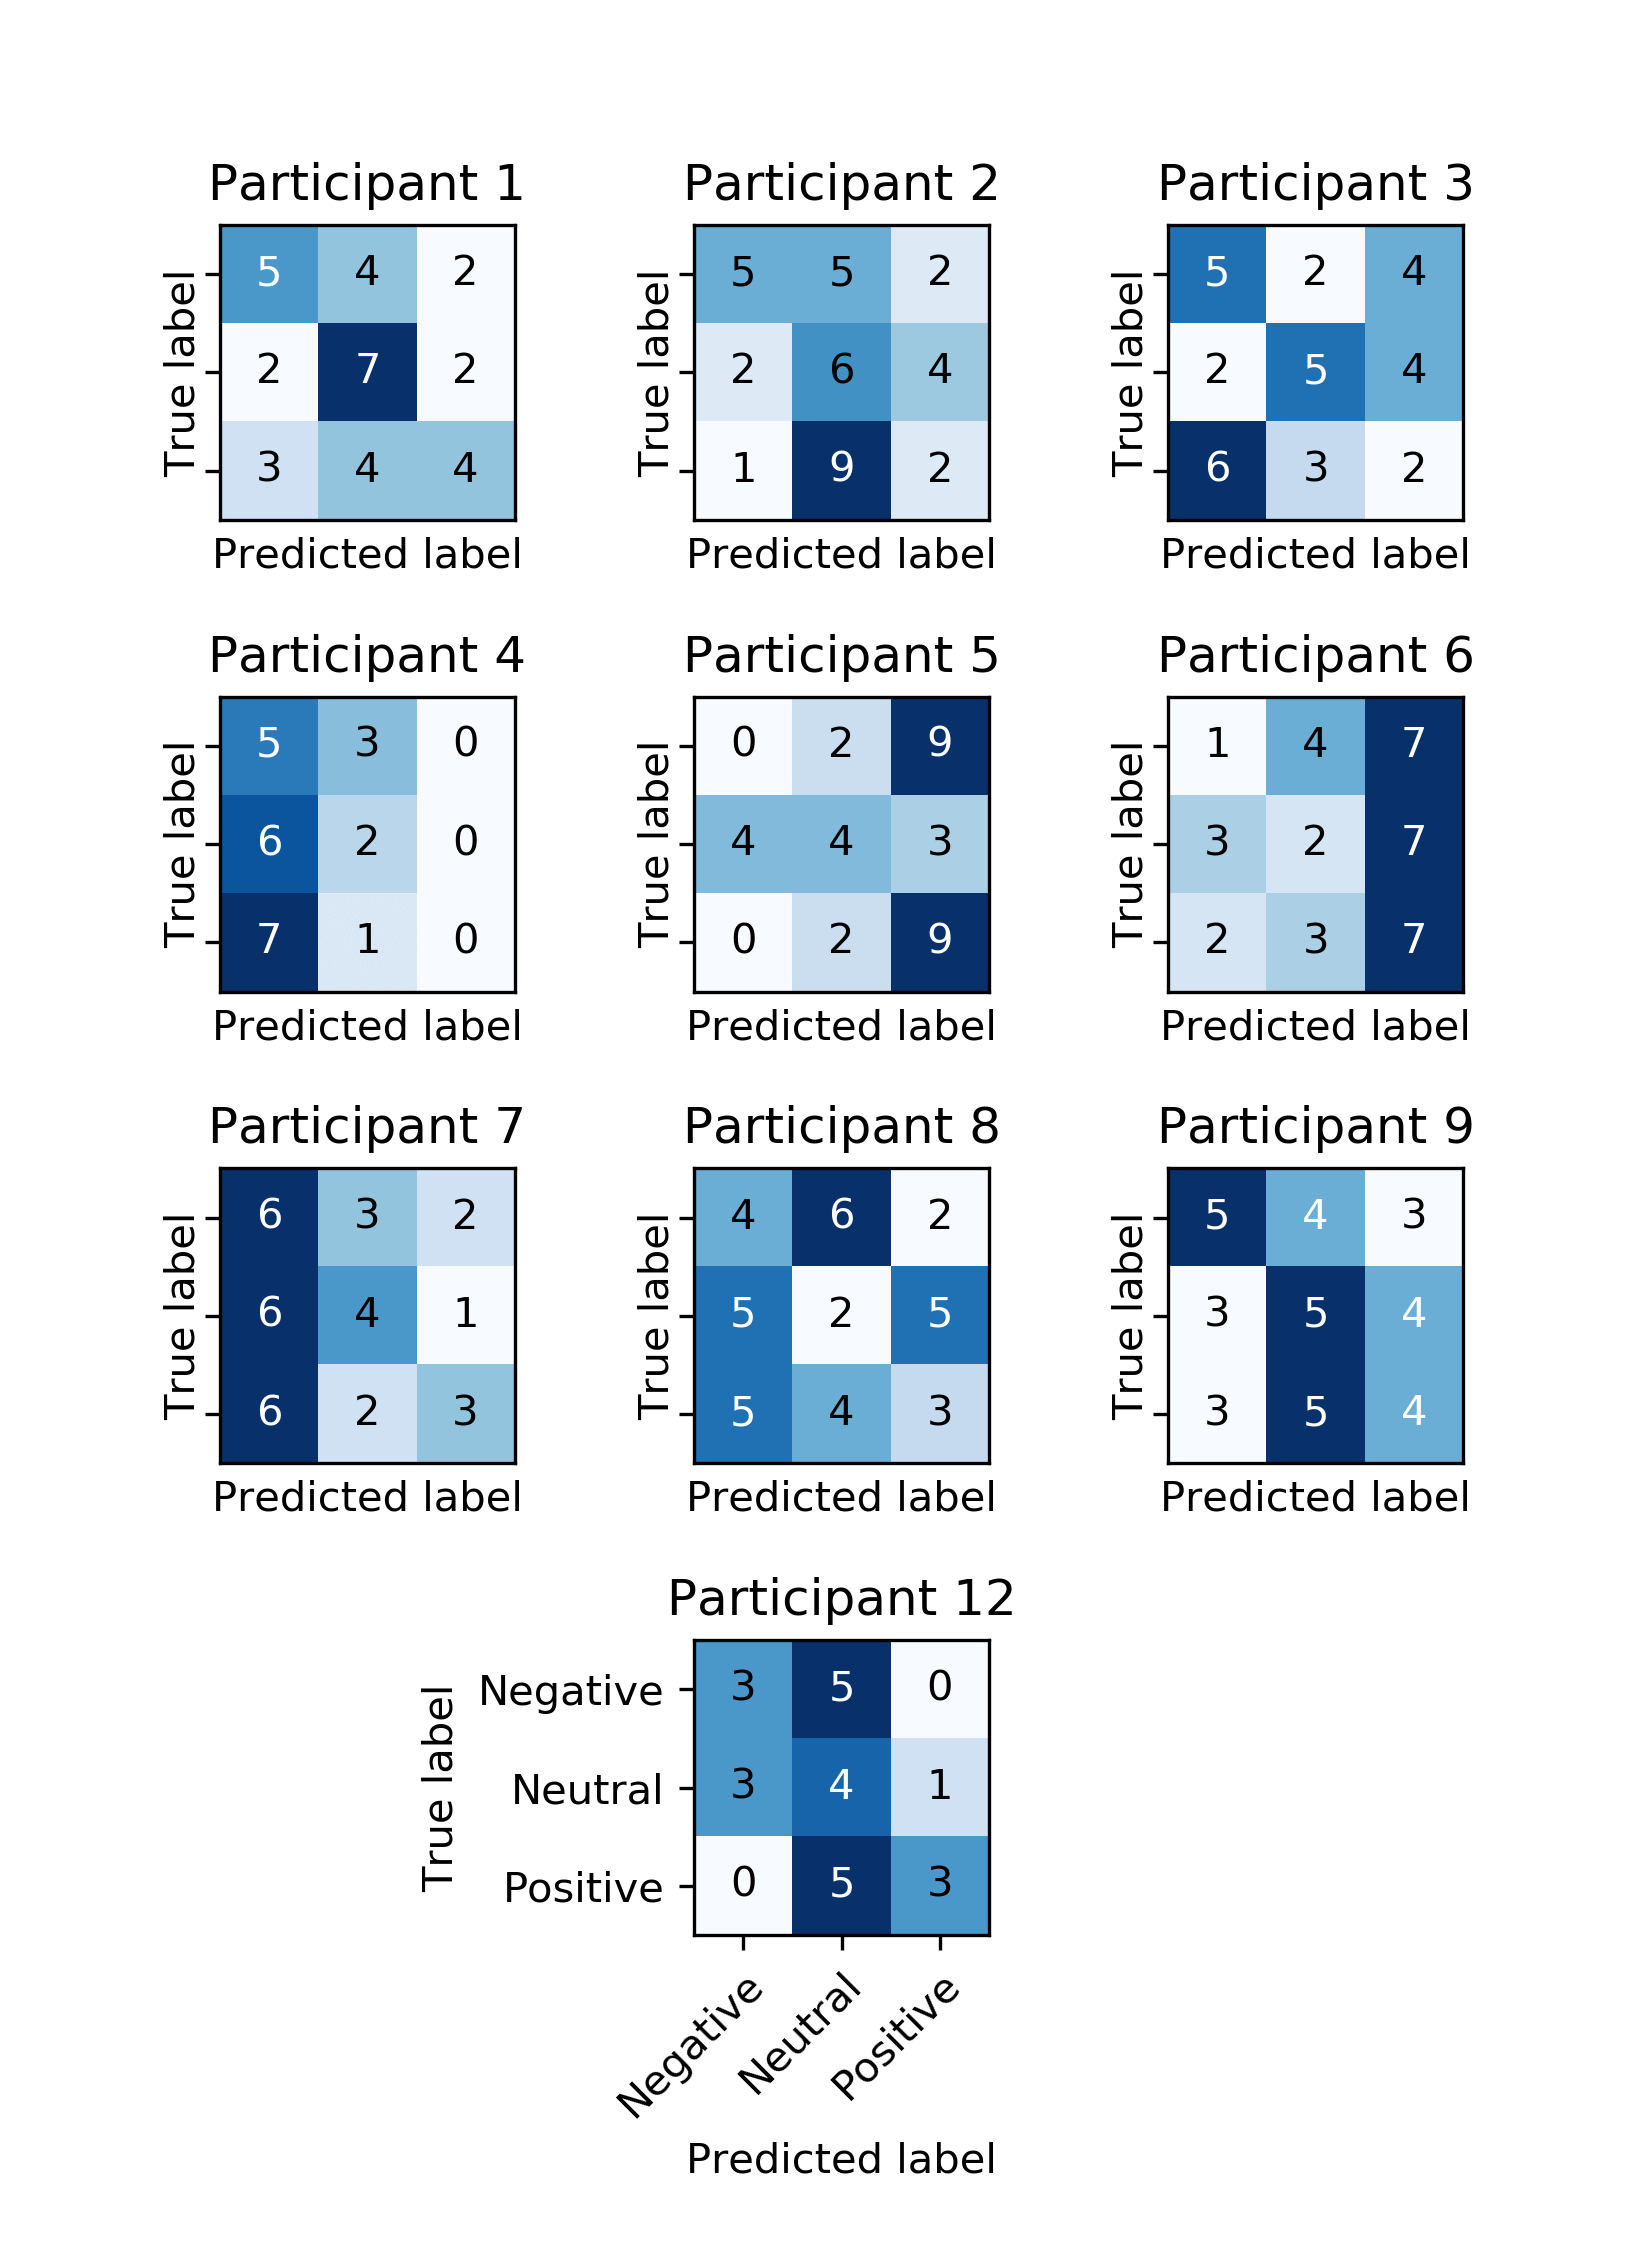 Participant 1
Participant 2
Participant 3
True label
5 4 2
2 7 2
3 4 4
Predicted label
True label
5 5 2
2 6 4
1 9 2
Predicted label
True label
5 2 4
2 5 4
6 3 2
Predicted label
Participant 4
Participant 5
Participant 6
True label
5 3 0
6 2 0
7 1 0
Predicted label
True label
0 2 9
4 4 3
0 2 9
Predicted label
True label
1 4 7
3 2 7
2 3 7
Predicted label
Participant 7
Participant 8
Participant 9
True label
6 3 2
6 4 1
6 2 3
Predicted label
True label
4 6 2
5 2 5
5 4 3
Predicted label
True label
5 4 3
3 5 4
3 5 4
Predicted label
Participant 12
True label
Negative 3 5 0
Neutral 3 4 1
Positive 0 5 3
Negative
Neutral
Positive
Predicted label